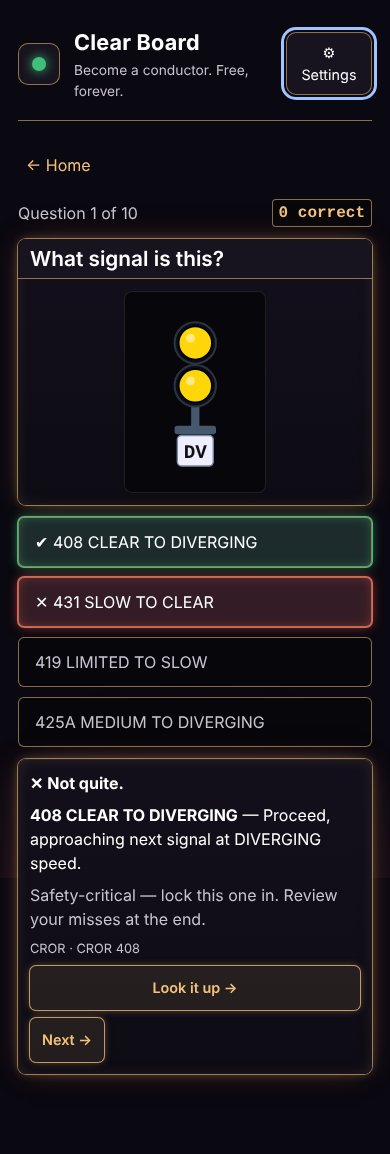 Clear Board
Become a conductor. Free,
forever.
⚙
Settings
← Home
Question 1 of 10
0 correct
What signal is this?
DV
✔ 408 CLEAR TO DIVERGING
✕ 431 SLOW TO CLEAR
419 LIMITED TO SLOW
425A MEDIUM TO DIVERGING
✕ Not quite.
408 CLEAR TO DIVERGING — Proceed,
approaching next signal at DIVERGING
speed.
Safety-critical — lock this one in. Review
your misses at the end.
CROR · CROR 408
Look it up →
Next →